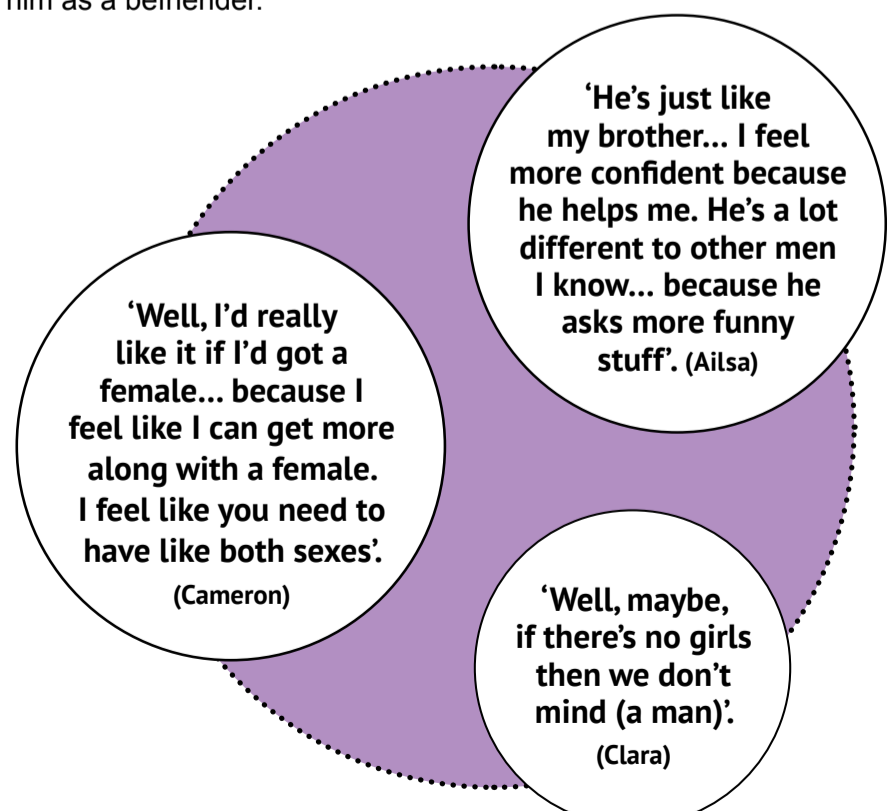 him as a befriender.
‘He’s just like
my brother... I feel
more confident because
he helps me. He’s a lot
different to other men
I know... because he
asks more funny
stuff’. (Ailsa)
‘Well, I’d really
like it if I’d got a
female... because I
feel like I can get more
along with a female.
I feel like you need to
have like both sexes’.
(Cameron)
‘Well, maybe,
if there’s no girls
then we don’t
mind (a man)’.
(Clara)